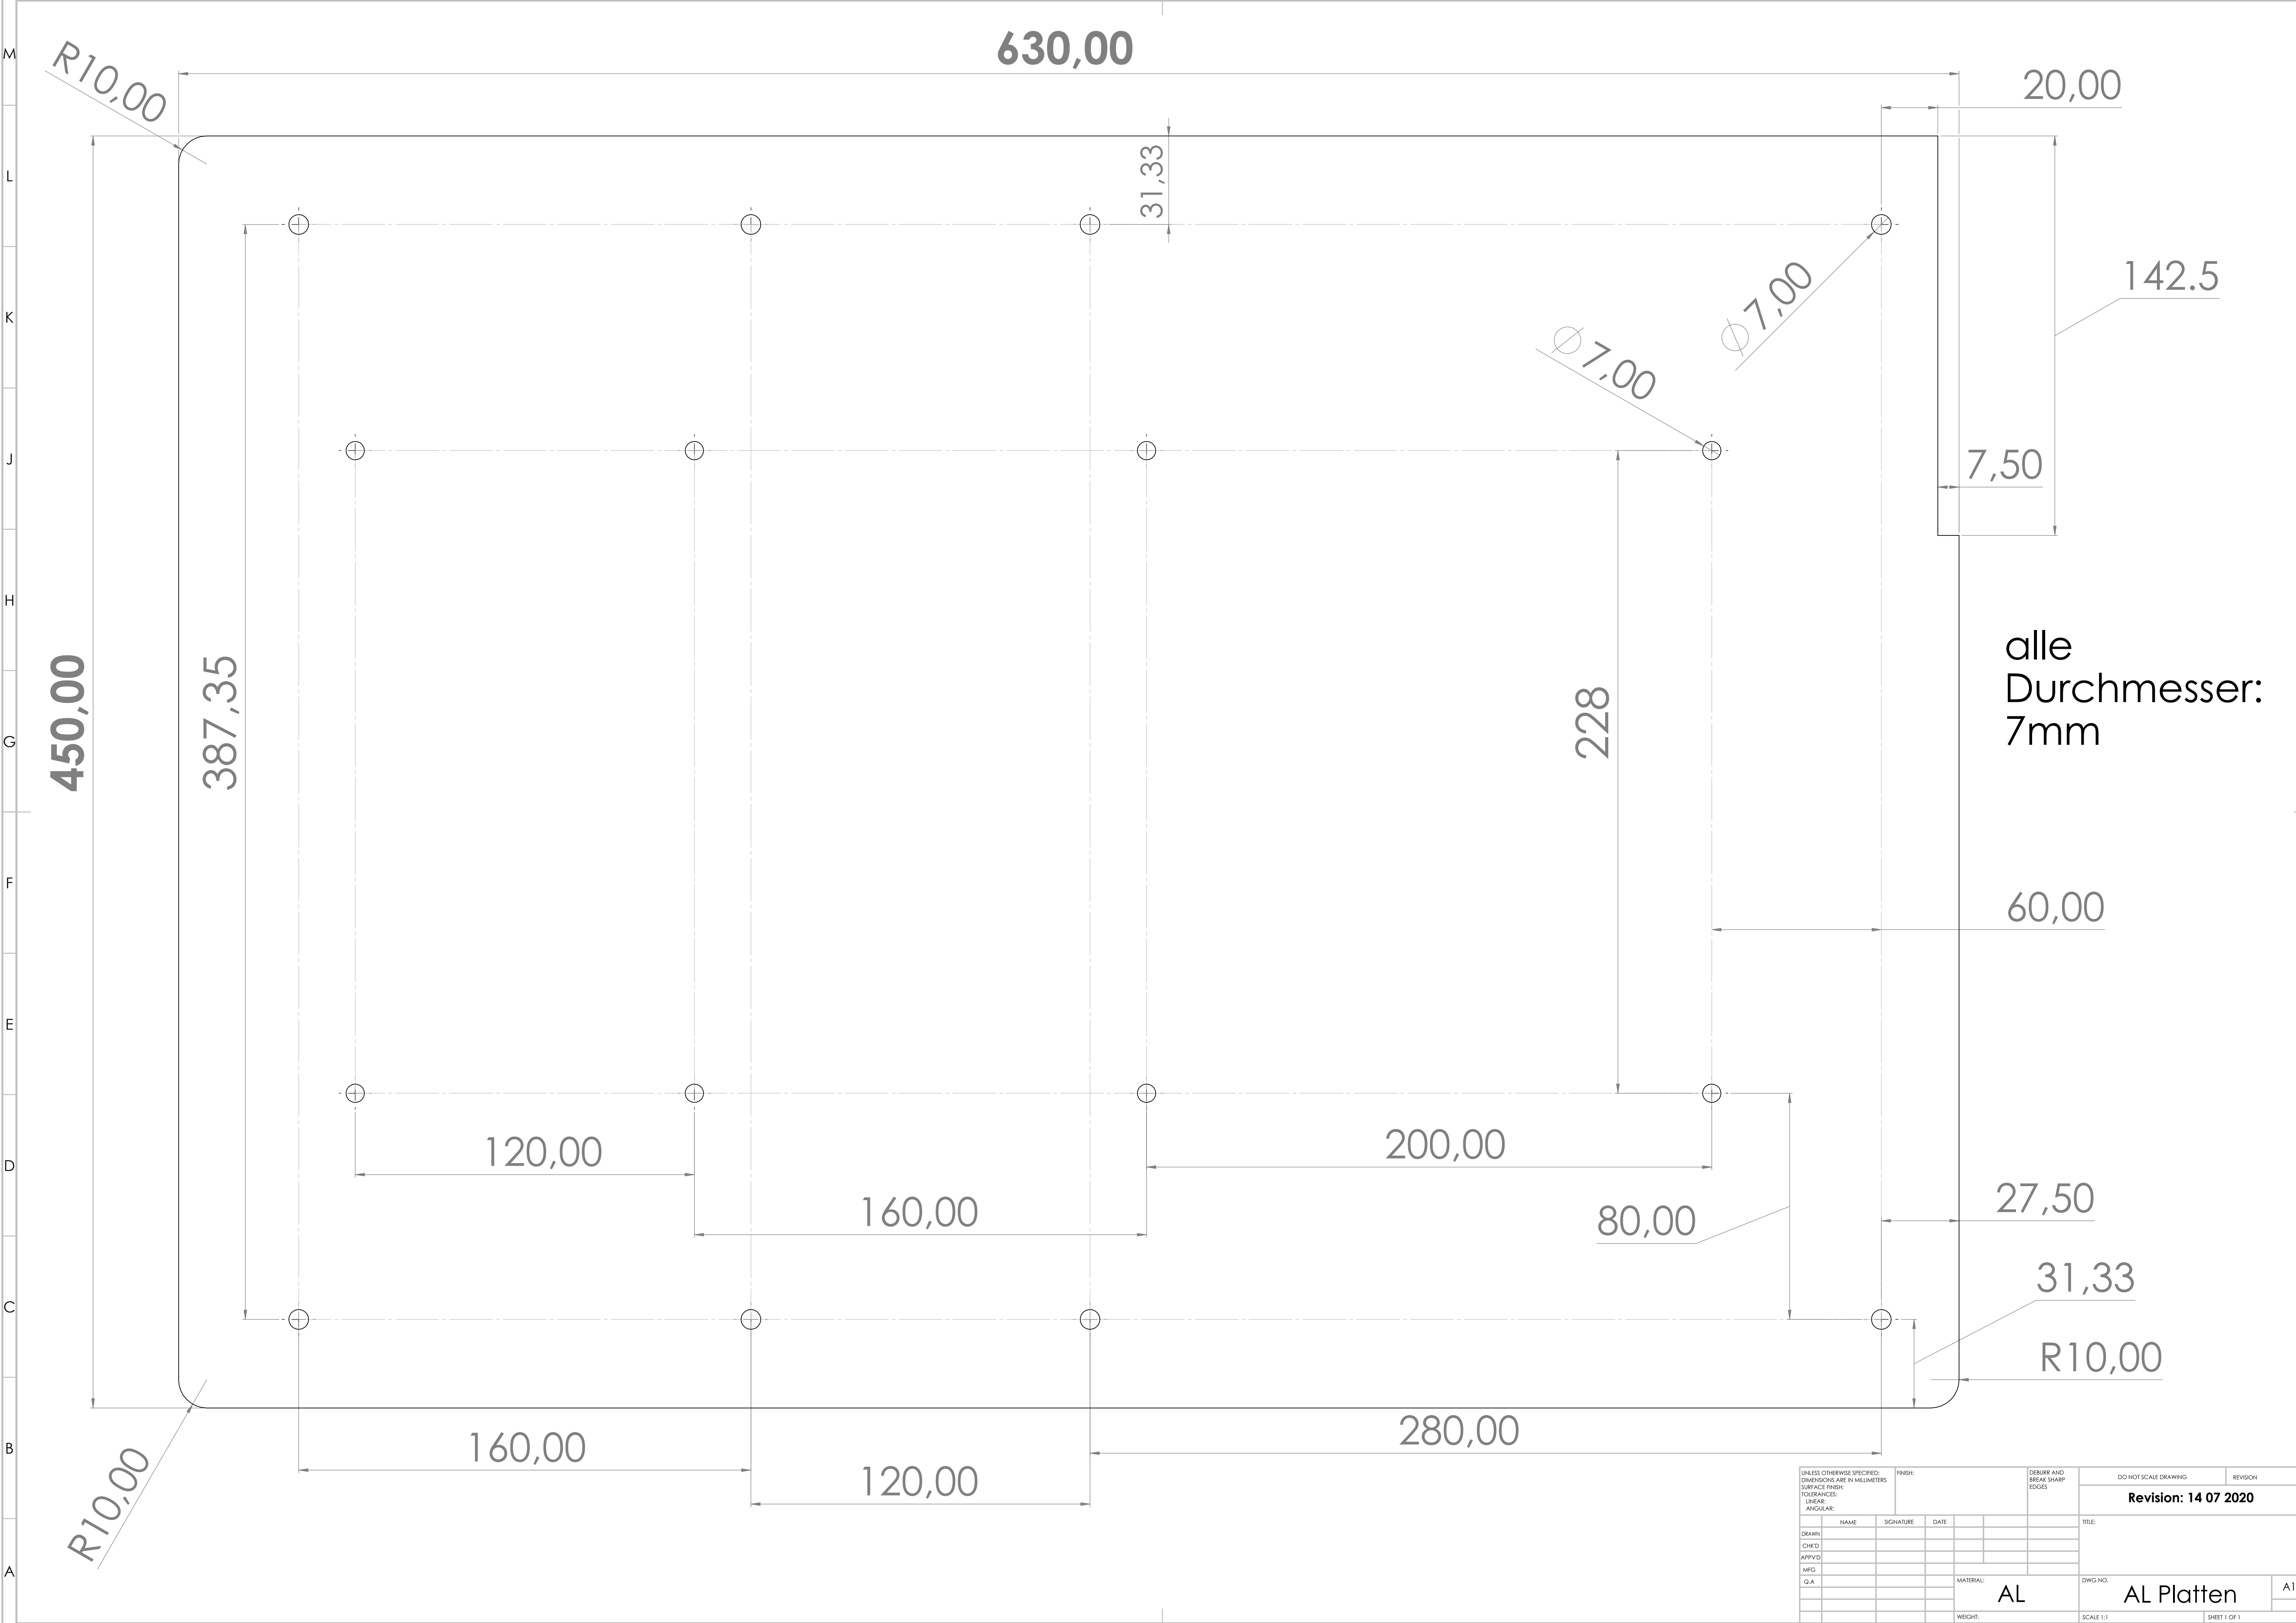 M
630,00
R10,00
20,00
L
31,33
142.5
K
⌀ 7,00
⌀ 7,00
J
7,50
H
alle
Durchmesser:
7mm
450,00
387,35
228
G
F
60,00
E
D
120,00
200,00
160,00
80,00
27,50
C
31,33
R10,00
B
160,00
280,00
120,00
R10,00
A
UNLESS OTHERWISE SPECIFIED:
DIMENSIONS ARE IN MILLIMETERS
SURFACE FINISH:
TOLERANCES:
LINEAR:
ANGULAR:
FINISH:
DEBURR AND
BREAK SHARP
EDGES
DO NOT SCALE DRAWING
REVISION
Revision: 14 07 2020
NAME
SIGNATURE
DATE
TITLE:
DRAWN
CHK'D
APPV'D
MFG
Q.A
MATERIAL:
AL
DWG NO.
AL Platten
A1
WEIGHT:
SCALE 1:1
SHEET 1 OF 1